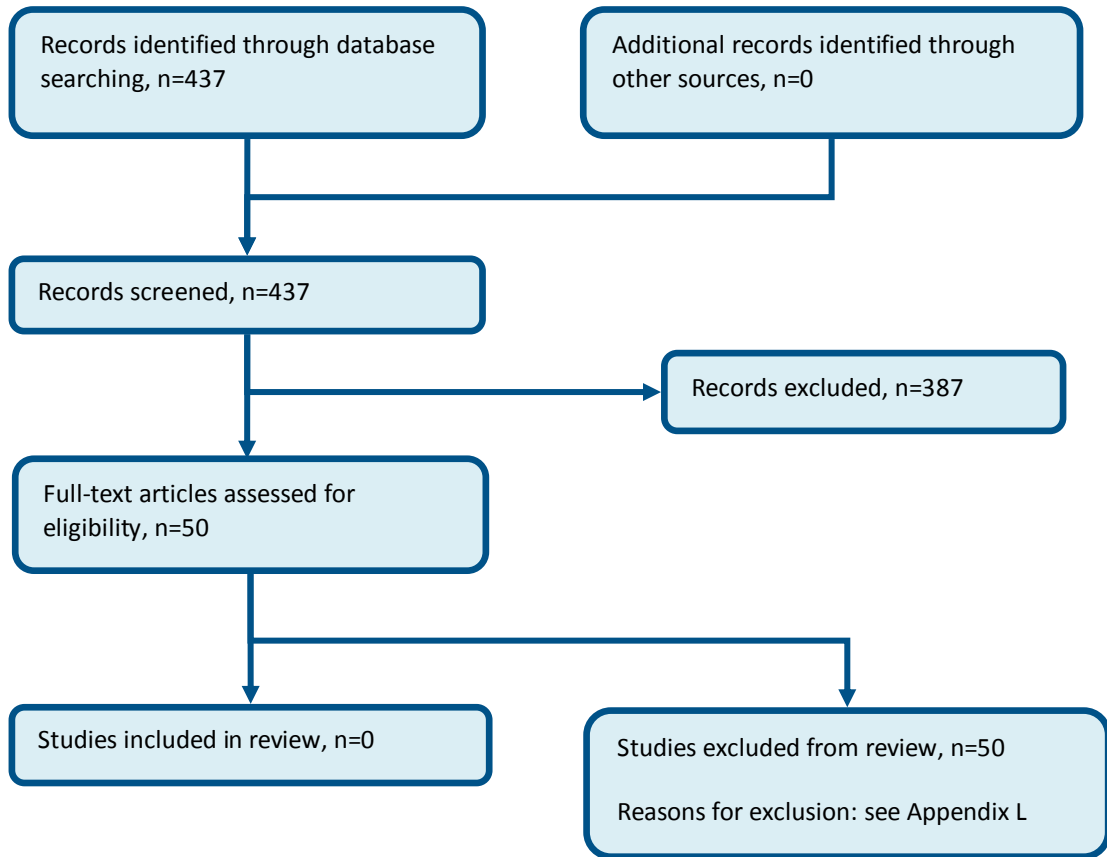 Records identified through database
searching, n=437
Additional records identified through
other sources, n=0
Records screened, n=437
Records excluded, n=387
Full-text articles assessed for
eligibility, n=50
Studies included in review, n=0
Studies excluded from review, n=50
Reasons for exclusion: see Appendix L